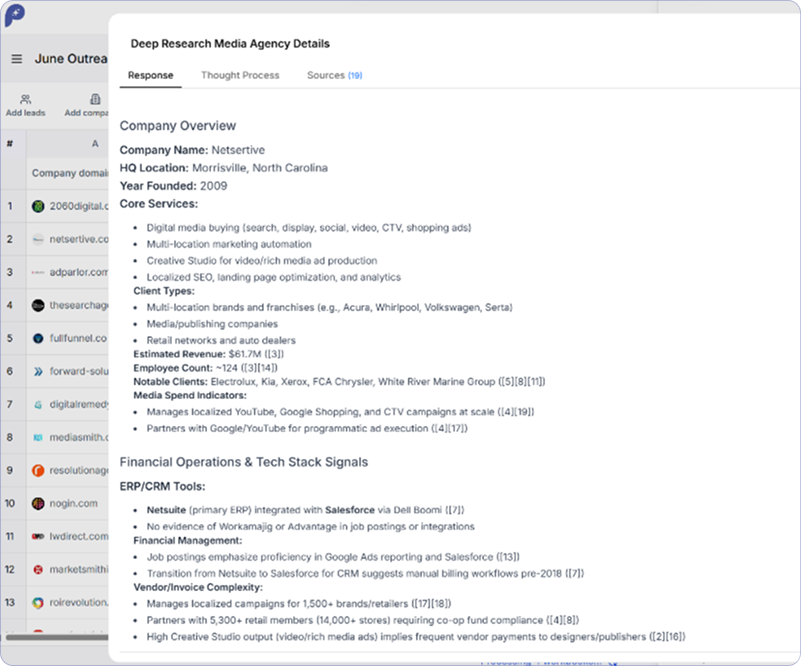 Deep Research Media Agency Details
June Outrea
Response
Thought Process
Sources (19)
Add leads
Add compa
#
A
Company domai
1 2060digital.c
2 netsertive.co
3 adparlor.com
4 thesearchage
5 fullfunnel.co
6 forward-solu
7 digitalremedy
8 mediasmith.c
9 resolutionage
10 nogin.com
11 lwdirect.com
12 marketsmithi
13 roirevolution.
Company Overview
Company Name: Netsertive
HQ Location: Morrisville, North Carolina
Year Founded: 2009
Core Services:
• Digital media buying (search, display, social, video, CTV, shopping ads)
• Multi-location marketing automation
• Creative Studio for video/rich media ad production
• Localized SEO, landing page optimization, and analytics
Client Types:
• Multi-location brands and franchises (e.g., Acura, Whirlpool, Volkswagen, Serta)
• Media/publishing companies
• Retail networks and auto dealers
Estimated Revenue: $61.7M ([3])
Employee Count: ~124 ([3][14])
Notable Clients: Electrolux, Kia, Xerox, FCA Chrysler, White River Marine Group ([5][8][11])
Media Spend Indicators:
• Manages localized YouTube, Google Shopping, and CTV campaigns at scale ([4][19])
• Partners with Google/YouTube for programmatic ad execution ([4][17])
Financial Operations & Tech Stack Signals
ERP/CRM Tools:
• Netsuite (primary ERP) integrated with Salesforce via Dell Boomi ([7])
• No evidence of Workamajig or Advantage in job postings or integrations
Financial Management:
• Job postings emphasize proficiency in Google Ads reporting and Salesforce ([13])
• Transition from Netsuite to Salesforce for CRM suggests manual billing workflows pre-2018 ([7])
Vendor/Invoice Complexity:
• Manages localized campaigns for 1,500+ brands/retailers ([17][18])
• Partners with 5,300+ retail members (14,000+ stores) requiring co-op fund compliance ([4][8])
• High Creative Studio output (video/rich media ads) implies frequent vendor payments to designers/publishers ([2][16])